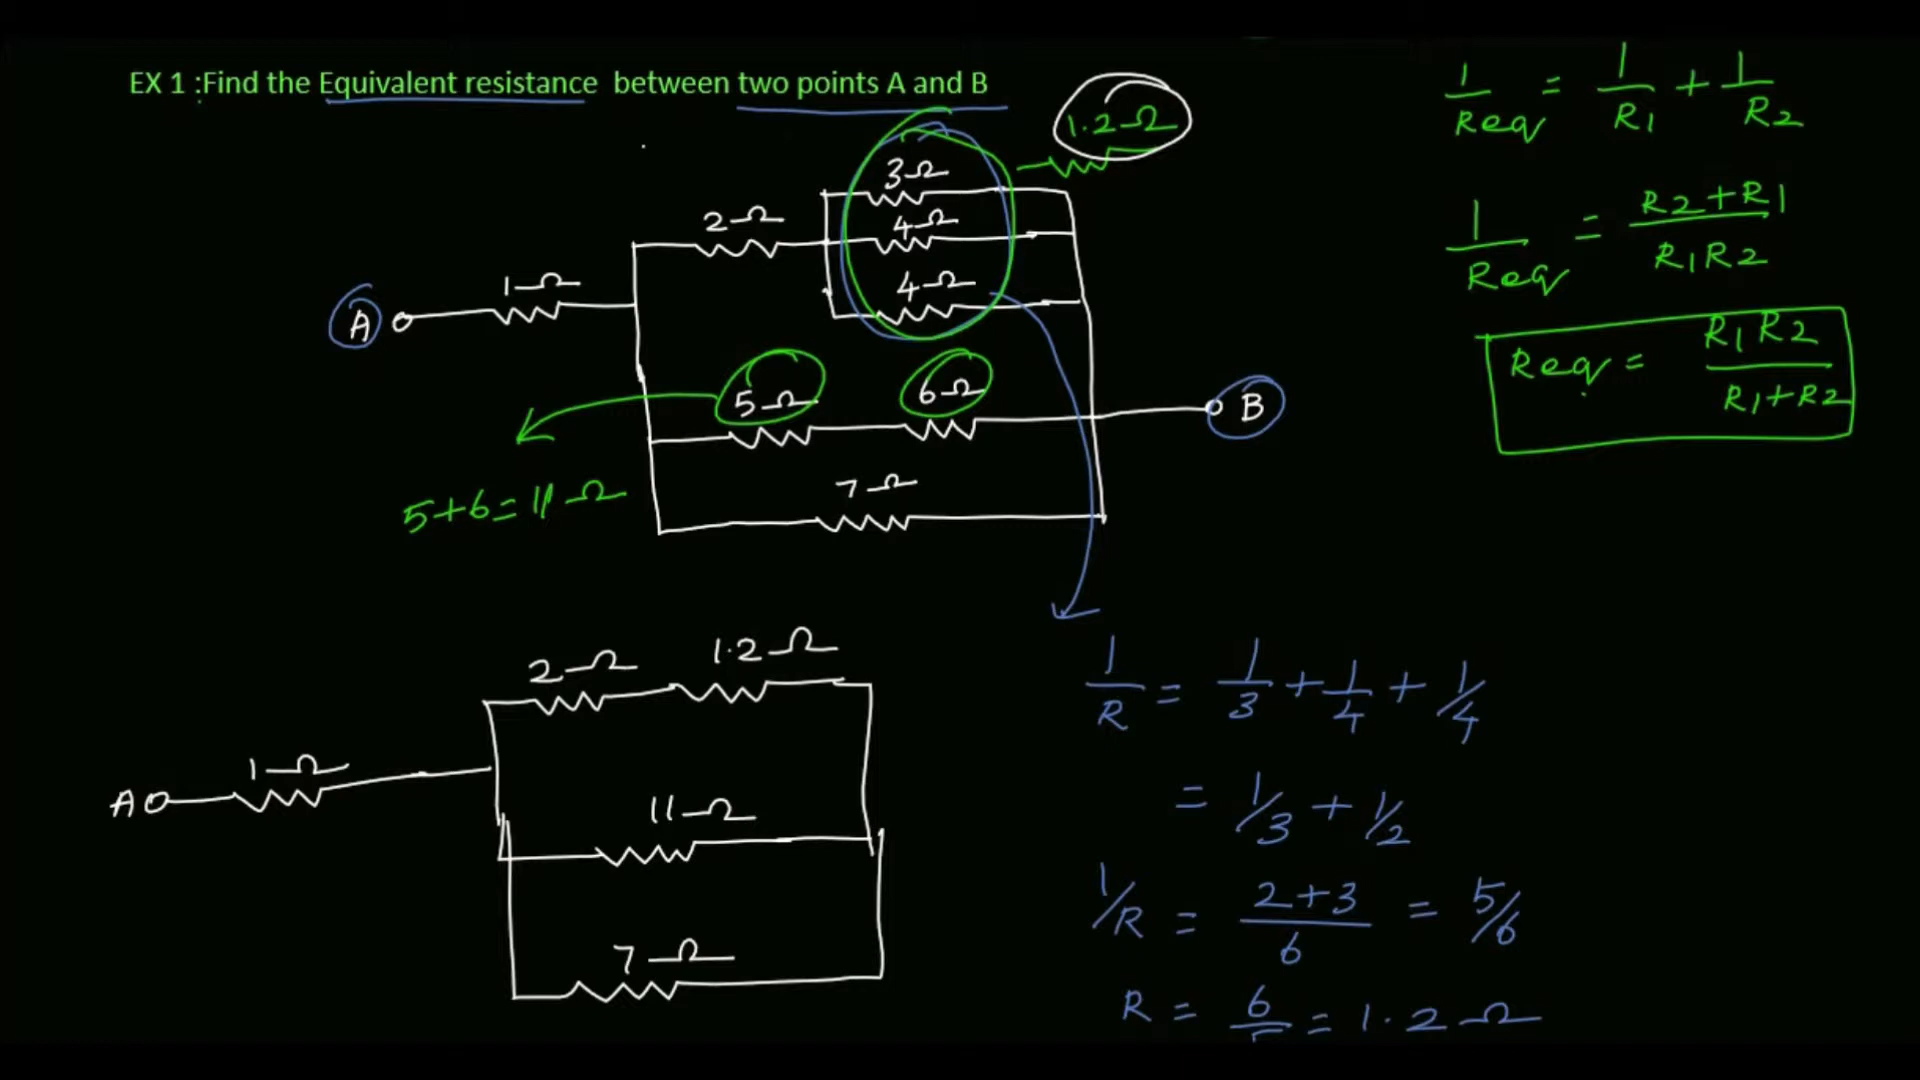 EX 1 :Find the Equivalent resistance between two points A and B
1.2Ω
3Ω
2Ω
4Ω
1Ω
4Ω
A
5Ω
6Ω
B
5+6=11Ω
7Ω
1/Req = 1/R1 + 1/R2
1/Req = R2+R1/R1R2
Req = R1R2/R1+R2
2Ω
1.2Ω
1Ω
A
11Ω
7Ω
1/R = 1/3 + 1/4 + 1/4
= 1/3 + 1/2
1/R = 2+3/6 = 5/6
R = 6/5 = 1.2Ω